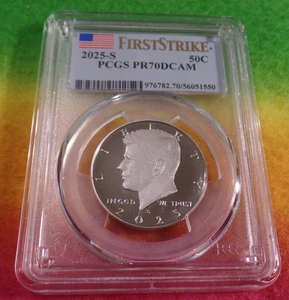 FIRSTSTRIKE
2025-S 50C
PCGS PR70DCAM
976782.70/56051550
LIBERTY
IN GOD WE TRUST
S
2025